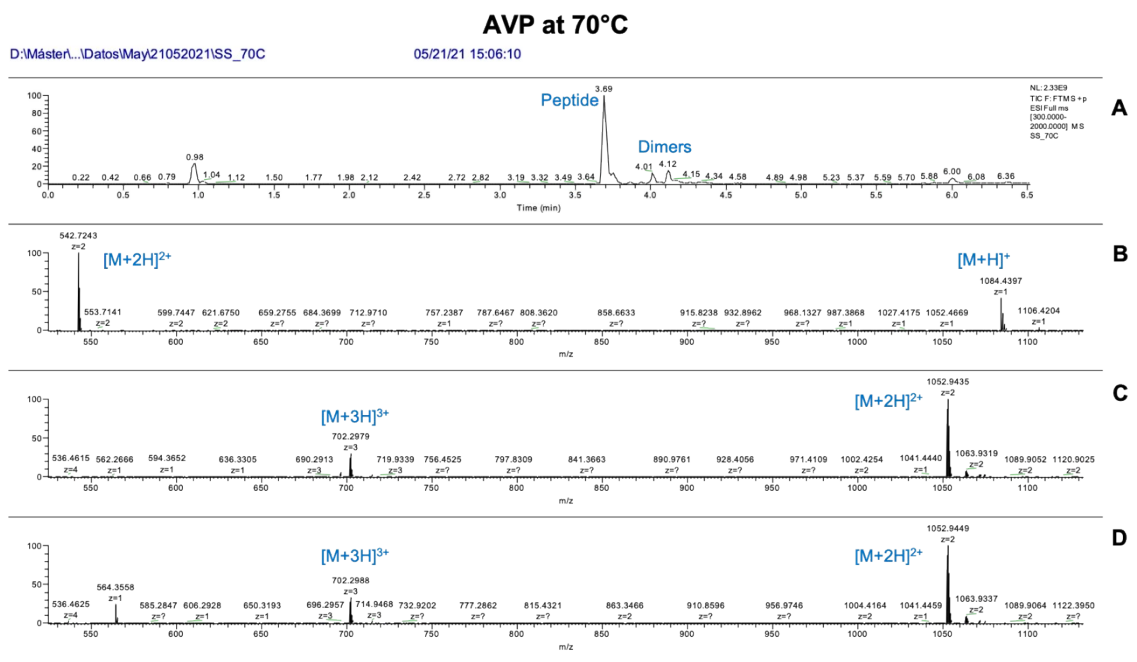 AVP at 70°C
D:\Máster\...\Datos\May\21052021\SS_70C 05/21/21 15:06:10
A
NL: 2.33E9
TIC F: FTMS + p
ESI Full ms
[300.0000-
2000.0000] MS
SS_70C
Peptide
Dimers
3.69
0.98
4.01 4.12
6.00
0.22 0.42 0.66 0.79 1.04 1.12 1.50 1.77 1.98 2.12 2.42 2.72 2.82 3.19 3.32 3.49 3.64 4.15 4.34 4.58 4.89 4.98 5.23 5.37 5.59 5.70 5.88 6.08 6.36
100
80
60
40
20
0
0.0 0.5 1.0 1.5 2.0 2.5 3.0 3.5 4.0 4.5 5.0 5.5 6.0 6.5
Time (min)
B
542.7243
z=2
[M+2H]2+
[M+H]+
1084.4397
z=1
553.7141 599.7447 621.6750 659.2755 684.3699 712.9710 757.2387 787.6467 808.3620 858.6633 915.8238 932.8962 968.1327 987.3868 1027.4175 1052.4669 1106.4204
z=2 z=2 z=2 z=? z=? z=? z=1 z=? z=? z=? z=? z=? z=? z=1 z=1 z=1 z=1
100
50
0
550 600 650 700 750 800 850 900 950 1000 1050 1100
m/z
C
1052.9435
z=2
[M+2H]2+
[M+3H]3+
702.2979
z=3
536.4615 562.2666 594.3652 636.3305 690.2913 719.9339 756.4525 797.8309 841.3663 890.9761 928.4056 971.4109 1002.4254 1041.4440 1063.9319 1089.9052 1120.9025
z=4 z=1 z=1 z=1 z=3 z=3 z=? z=? z=? z=? z=? z=? z=2 z=1 z=2 z=2 z=2
100
50
0
550 600 650 700 750 800 850 900 950 1000 1050 1100
m/z
D
1052.9449
z=2
[M+2H]2+
[M+3H]3+
702.2988
z=3
564.3558
z=1
536.4625 585.2847 606.2928 650.3193 696.2957 714.9468 732.9202 777.2862 815.4321 863.3466 910.8596 956.9746 1004.4164 1041.4459 1063.9337 1089.9064 1122.3950
z=4 z=? z=1 z=1 z=3 z=3 z=? z=? z=? z=2 z=? z=? z=2 z=1 z=2 z=2 z=?
100
50
0
550 600 650 700 750 800 850 900 950 1000 1050 1100
m/z